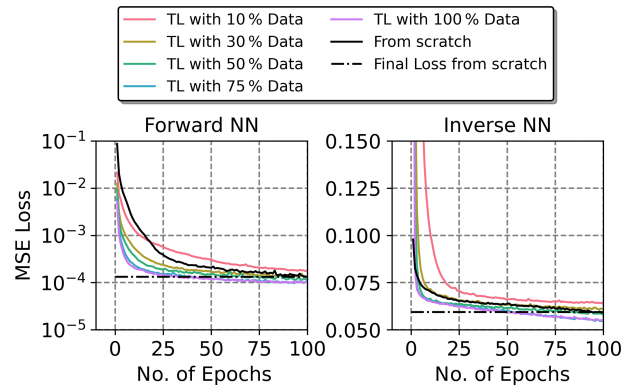 TL with 10 % Data
TL with 30 % Data
TL with 50 % Data
TL with 75 % Data
TL with 100 % Data
From scratch
Final Loss from scratch
Forward NN
MSE Loss
10⁻¹
10⁻²
10⁻³
10⁻⁴
10⁻⁵
0 25 50 75 100
No. of Epochs
Inverse NN
0.150
0.125
0.100
0.075
0.050
0 25 50 75 100
No. of Epochs